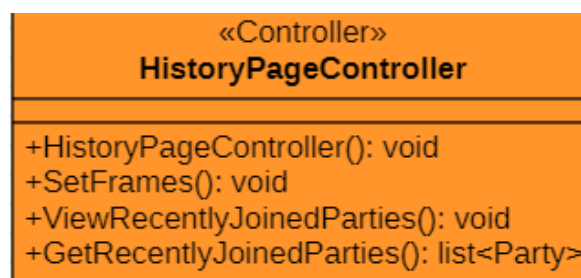 «Controller»
HistoryPageController
+HistoryPageController(): void
+SetFrames(): void
+ViewRecentlyJoinedParties(): void
+GetRecentlyJoinedParties(): list<Party>